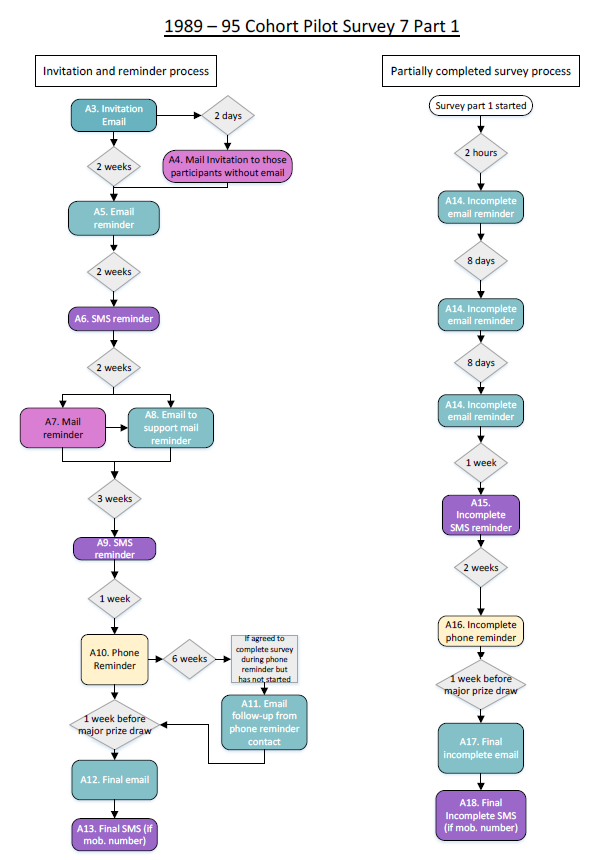 1989 – 95 Cohort Pilot Survey 7 Part 1
Invitation and reminder process
A3. Invitation
Email
2 days
2 weeks
A4. Mail Invitation to those
participants without email
A5. Email
reminder
2 weeks
A6. SMS reminder
2 weeks
A7. Mail
reminder
A8. Email to
support mail
reminder
3 weeks
A9. SMS
reminder
1 week
A10. Phone
Reminder
6 weeks
If agreed to
complete survey
during phone
reminder but
has not started
A11. Email
follow-up from
phone reminder
contact
1 week before
major prize draw
A12. Final email
A13. Final SMS (if
mob. number)
Partially completed survey process
Survey part 1 started
2 hours
A14. Incomplete
email reminder
8 days
A14. Incomplete
email reminder
8 days
A14. Incomplete
email reminder
1 week
A15.
Incomplete
SMS reminder
2 weeks
A16. Incomplete
phone reminder
1 week before
major prize draw
A17. Final
incomplete email
A18. Final
Incomplete SMS
(if mob. number)